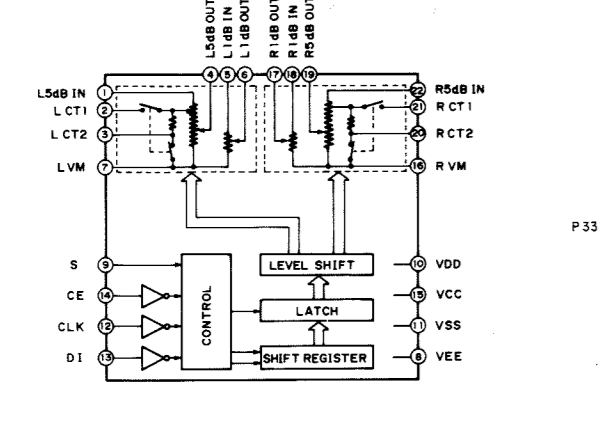 L5dB OUT
L1dB IN
L1dB OUT
R1dB OUT
R1dB IN
R5dB OUT
4 5 6 17 18 19
L5dB IN 1
22 R5dB IN
L CT1 2
21 R CT1
L CT2 3
20 R CT2
L VM 7
16 R VM
P33
S 9
CONTROL
LEVEL SHIFT
10 VDD
CE 14
15 VCC
LATCH
CLK 12
11 VSS
DI 13
SHIFT REGISTER
8 VEE